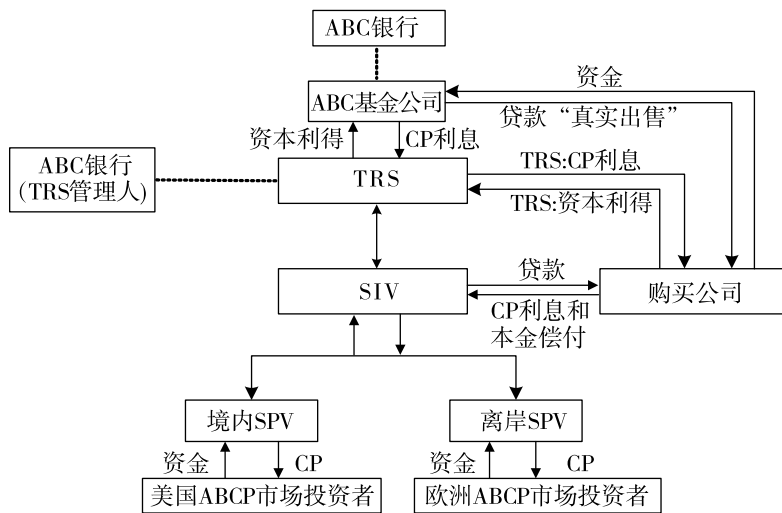 ABC银行
ABC基金公司
资金
贷款“真实出售”
资本利得
CP利息
ABC银行
(TRS管理人)
TRS
TRS:CP利息
TRS:资本利得
SIV
贷款
CP利息和
本金偿付
购买公司
境内SPV
离岸SPV
资金
CP
资金
CP
美国ABCP市场投资者
欧洲ABCP市场投资者